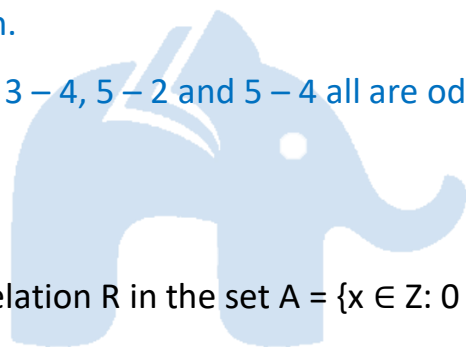 3 – 4, 5 – 2 and 5 – 4 all are od
elation R in the set A = {x ∈ Z: 0